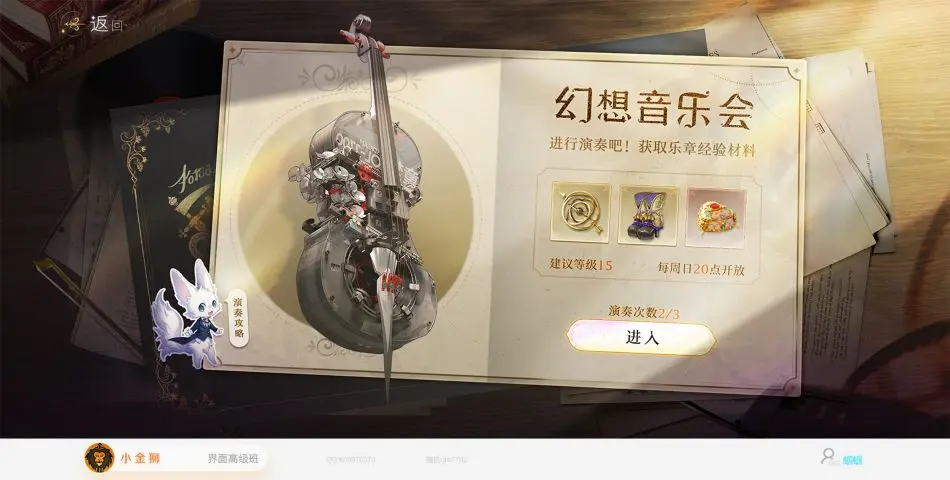 返回
幻想音乐会
进行演奏吧！获取乐章经验材料
建议等级15
每周日20点开放
演奏次数2/3
进入
演奏攻略
小金狮
界面高级班